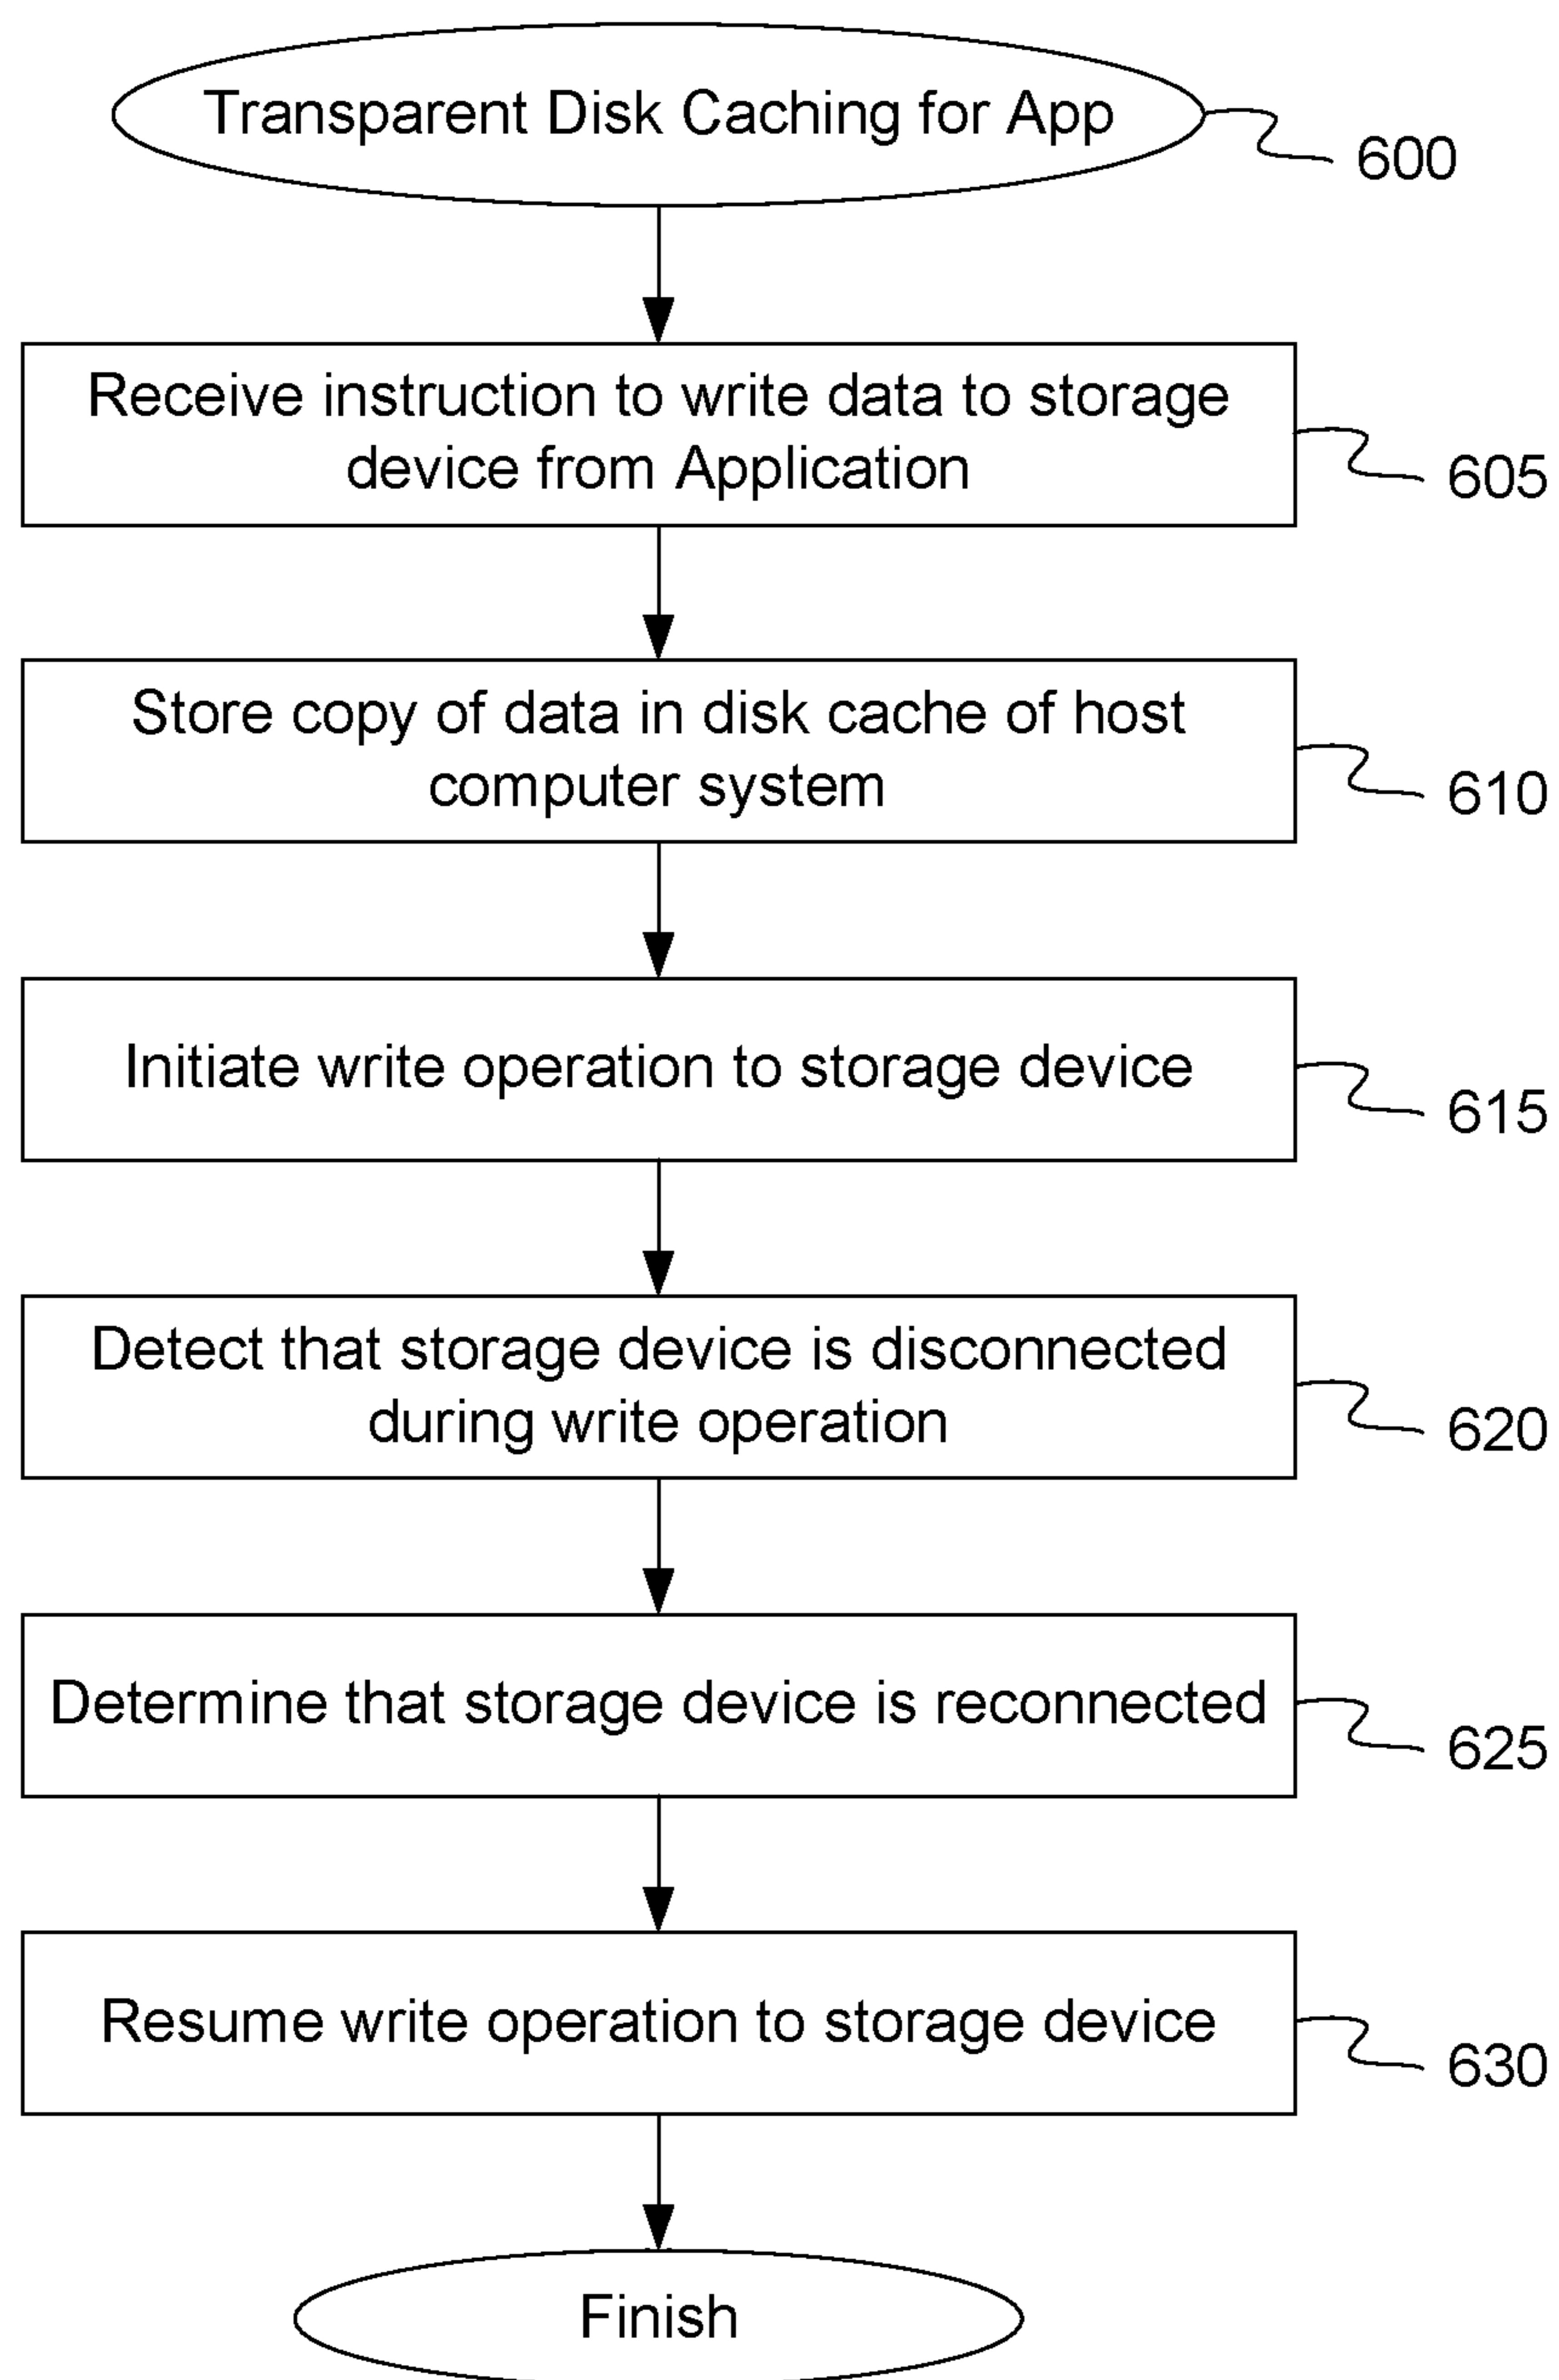 Transparent Disk Caching for App
600
Receive instruction to write data to storage
device from Application
605
Store copy of data in disk cache of host
computer system
610
Initiate write operation to storage device
615
Detect that storage device is disconnected
during write operation
620
Determine that storage device is reconnected
625
Resume write operation to storage device
630
Finish